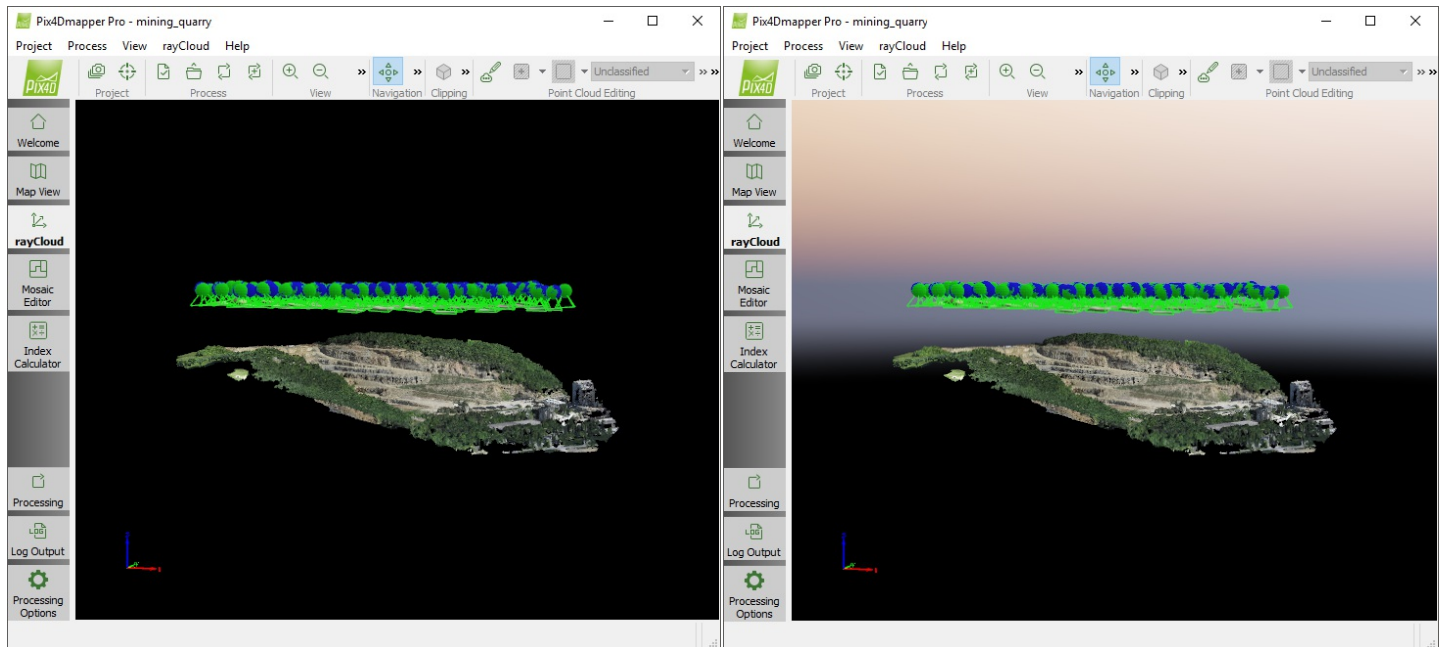 Pix4Dmapper Pro - mining_quarry
Project Process View rayCloud Help
PIX4D
Unclassified
Project Process View Navigation Clipping Point Cloud Editing
Welcome
Map View
rayCloud
Mosaic
Editor
Index
Calculator
Processing
LOG
Log Output
Processing
Options
Pix4Dmapper Pro - mining_quarry
Project Process View rayCloud Help
PIX4D
Unclassified
Project Process View Navigation Clipping Point Cloud Editing
Welcome
Map View
rayCloud
Mosaic
Editor
Index
Calculator
Processing
LOG
Log Output
Processing
Options